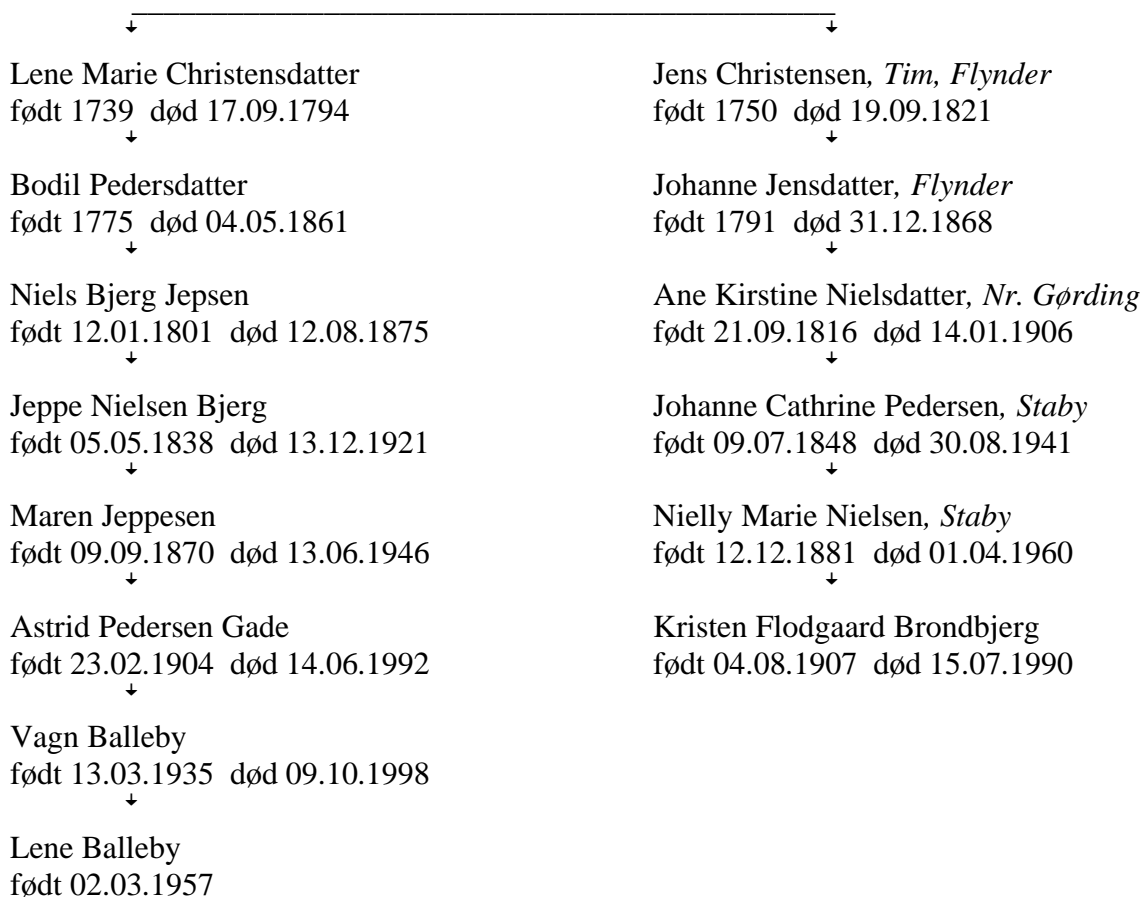 Lene Marie Christensdatter
født 1739  død 17.09.1794
Jens Christensen, Tim, Flynder
født 1750  død 19.09.1821
Bodil Pedersdatter
født 1775  død 04.05.1861
Johanne Jensdatter, Flynder
født 1791  død 31.12.1868
Niels Bjerg Jepsen
født 12.01.1801  død 12.08.1875
Ane Kirstine Nielsdatter, Nr. Gørding
født 21.09.1816  død 14.01.1906
Jeppe Nielsen Bjerg
født 05.05.1838  død 13.12.1921
Johanne Cathrine Pedersen, Staby
født 09.07.1848  død 30.08.1941
Maren Jeppesen
født 09.09.1870  død 13.06.1946
Nielly Marie Nielsen, Staby
født 12.12.1881  død 01.04.1960
Astrid Pedersen Gade
født 23.02.1904  død 14.06.1992
Kristen Flodgaard Brondbjerg
født 04.08.1907  død 15.07.1990
Vagn Balleby
født 13.03.1935  død 09.10.1998
Lene Balleby
født 02.03.1957